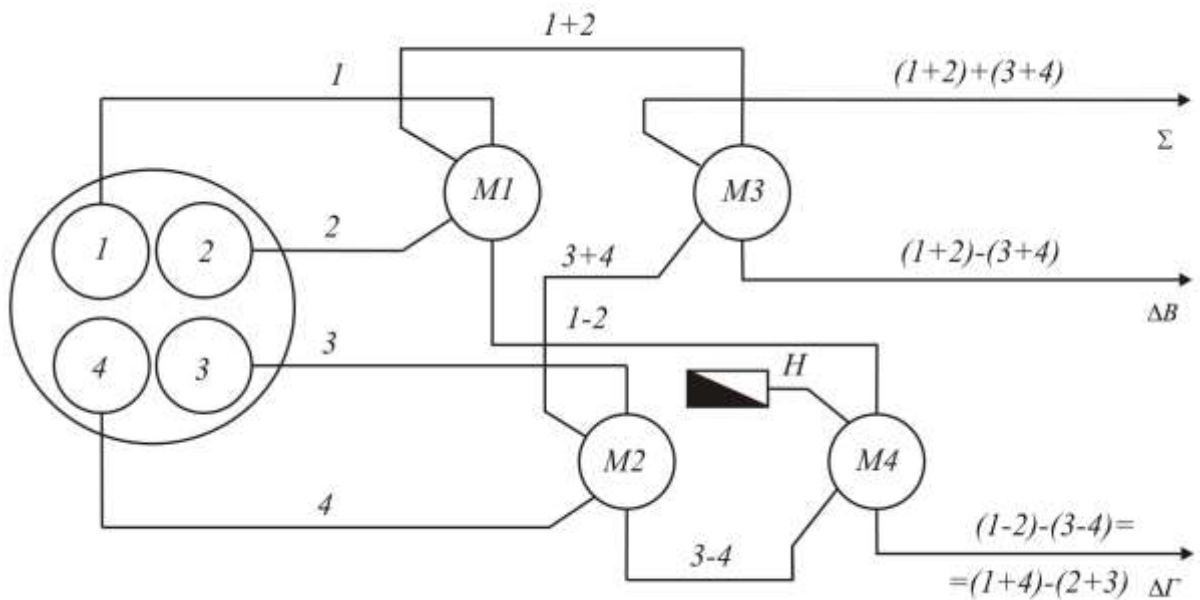 1+2
1
(1+2)+(3+4)
Σ
M1
M3
1
2
2
3+4
(1+2)-(3+4)
ΔB
1-2
3
H
4
3
M2
M4
4
3-4
(1-2)-(3-4)=
=(1+4)-(2+3) ΔГ